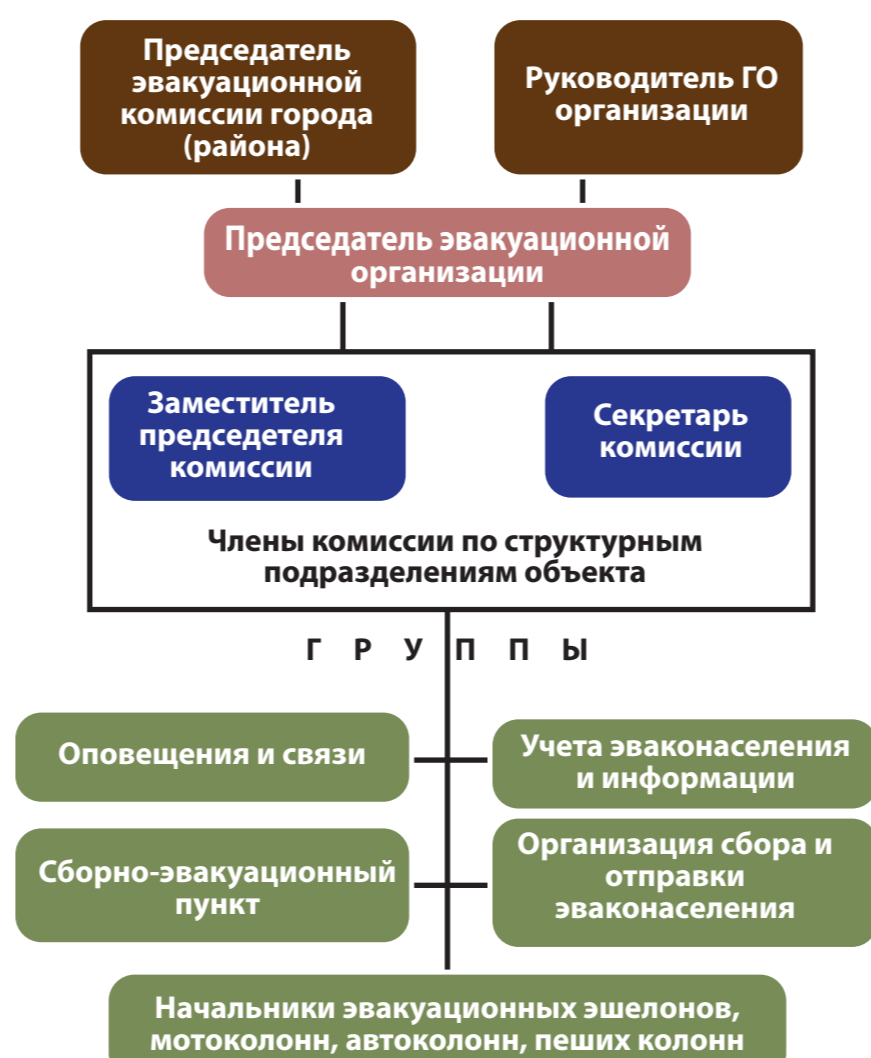 Председатель
эвакуационной
комиссии города
(района)
Руководитель ГО
организации
Председатель эвакуационной
организации
Заместитель
председетеля
комиссии
Секретарь
комиссии
Члены комиссии по структурным
подразделениям объекта
Г Р У П П Ы
Оповещения и связи
Учета эваконаселения
и информации
Сборно-эвакуационный
пункт
Организация сбора и
отправки
эваконаселения
Начальники эвакуационных эшелонов,
мотоколонн, автоколонн, пеших колонн